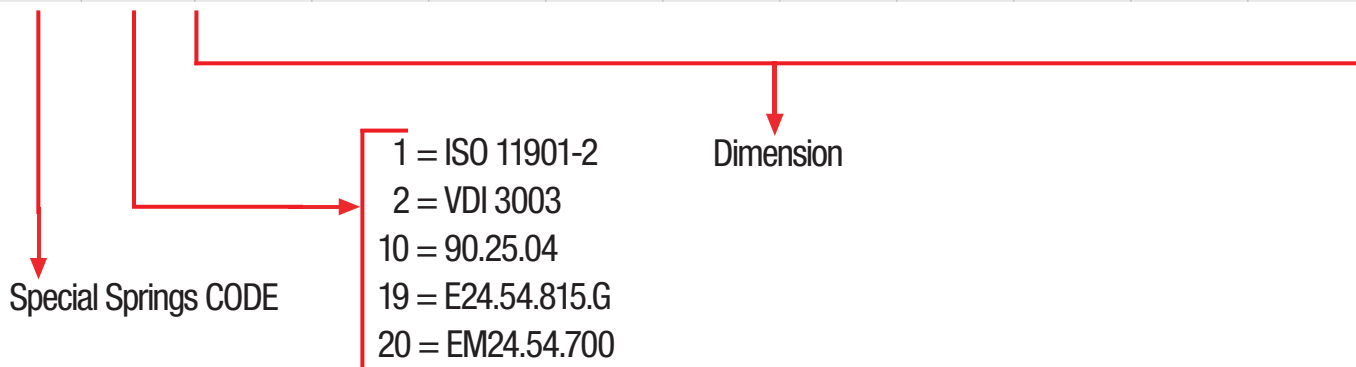 1 = ISO 11901-2
Dimension
2 = VDI 3003
10 = 90.25.04
Special Springs CODE
19 = E24.54.815.G
20 = EM24.54.700